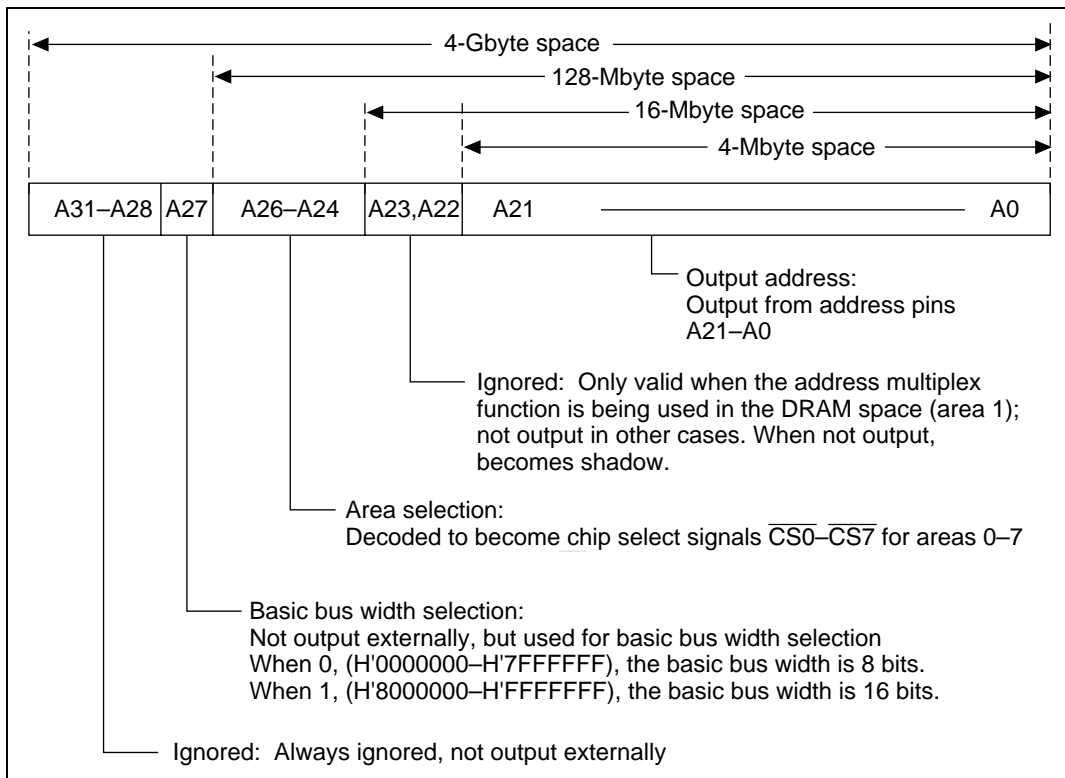 4-Gbyte space
128-Mbyte space
16-Mbyte space
4-Mbyte space
A31–A28 A27 A26–A24 A23,A22 A21 A0
Output address:
Output from address pins
A21–A0
Ignored: Only valid when the address multiplex
function is being used in the DRAM space (area 1);
not output in other cases. When not output,
becomes shadow.
Area selection:
Decoded to become chip select signals C̅S̅0̅–C̅S̅7̅ for areas 0–7
Basic bus width selection:
Not output externally, but used for basic bus width selection
When 0, (H'0000000–H'7FFFFFF), the basic bus width is 8 bits.
When 1, (H'8000000–H'FFFFFFF), the basic bus width is 16 bits.
Ignored: Always ignored, not output externally